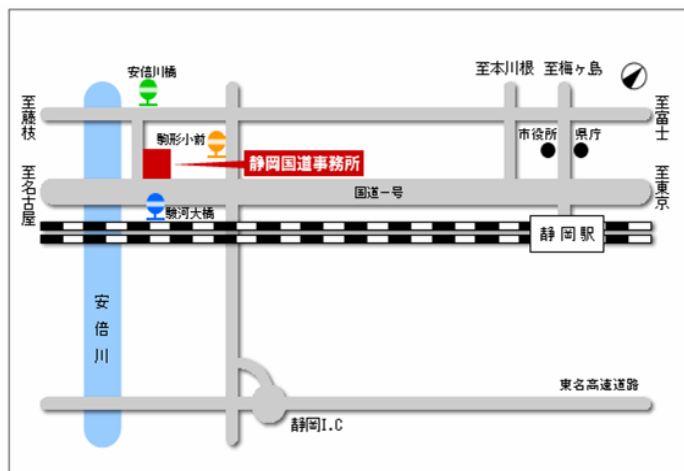 安倍川橋
至本川根
至梅ヶ島
至藤枝
至富士
駒形小前
市役所
県庁
静岡国道事務所
至名古屋
国道一号
至東京
駿河大橋
静岡駅
安倍川
東名高速道路
静岡I.C